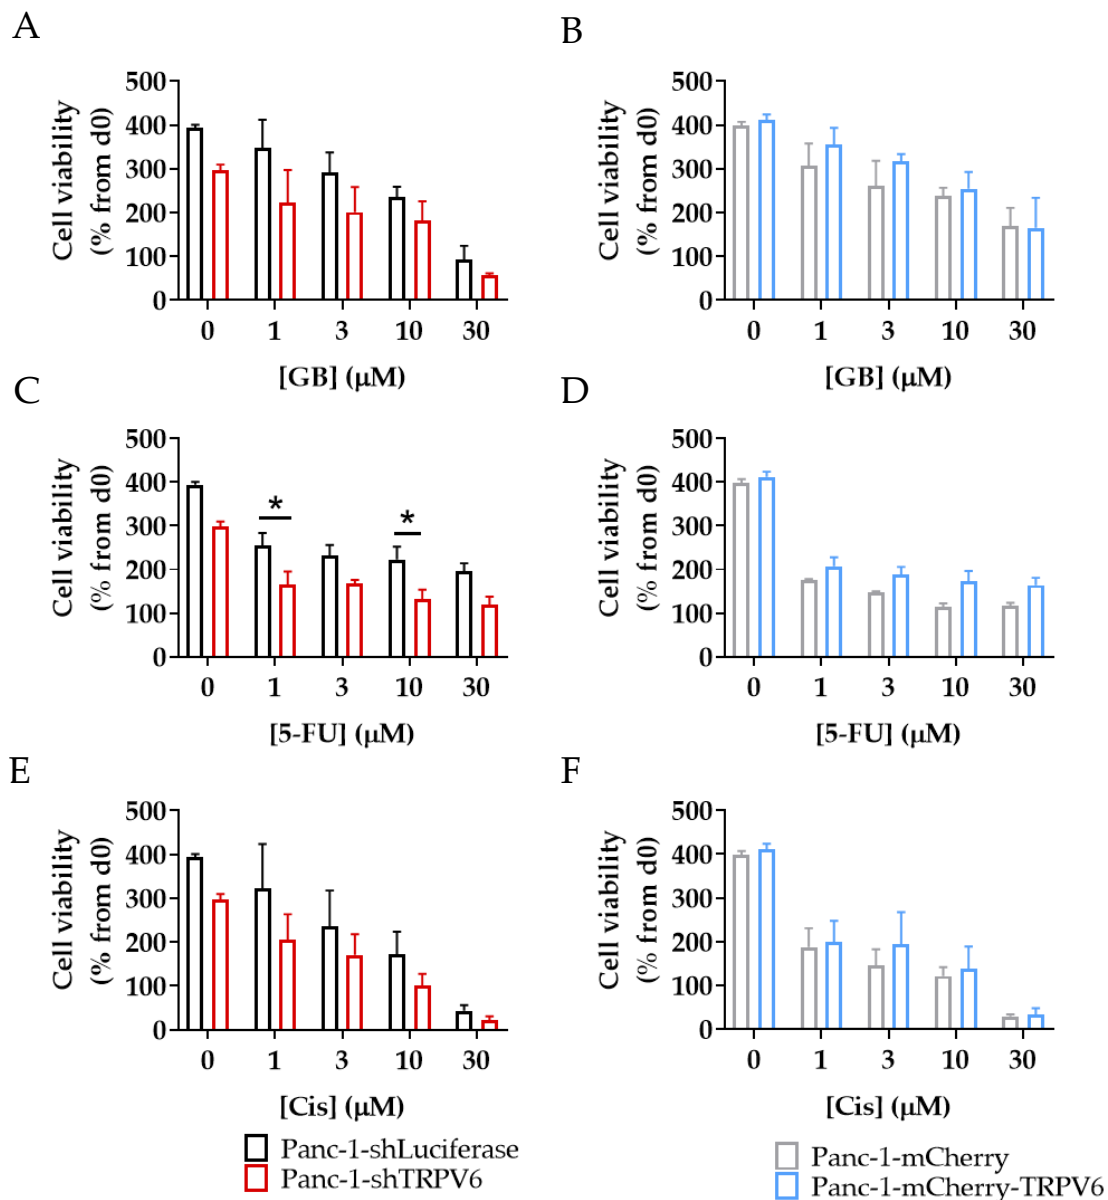 A
Cell viability
(% from d0)
500
400
300
200
100
0
0 1 3 10 30
[GB] (μM)
B
Cell viability
(% from d0)
500
400
300
200
100
0
0 1 3 10 30
[GB] (μM)
C
Cell viability
(% from d0)
500
400
300
200
100
0
* *
0 1 3 10 30
[5-FU] (μM)
D
Cell viability
(% from d0)
500
400
300
200
100
0
0 1 3 10 30
[5-FU] (μM)
E
Cell viability
(% from d0)
500
400
300
200
100
0
0 1 3 10 30
[Cis] (μM)
Panc-1-shLuciferase
Panc-1-shTRPV6
F
Cell viability
(% from d0)
500
400
300
200
100
0
0 1 3 10 30
[Cis] (μM)
Panc-1-mCherry
Panc-1-mCherry-TRPV6